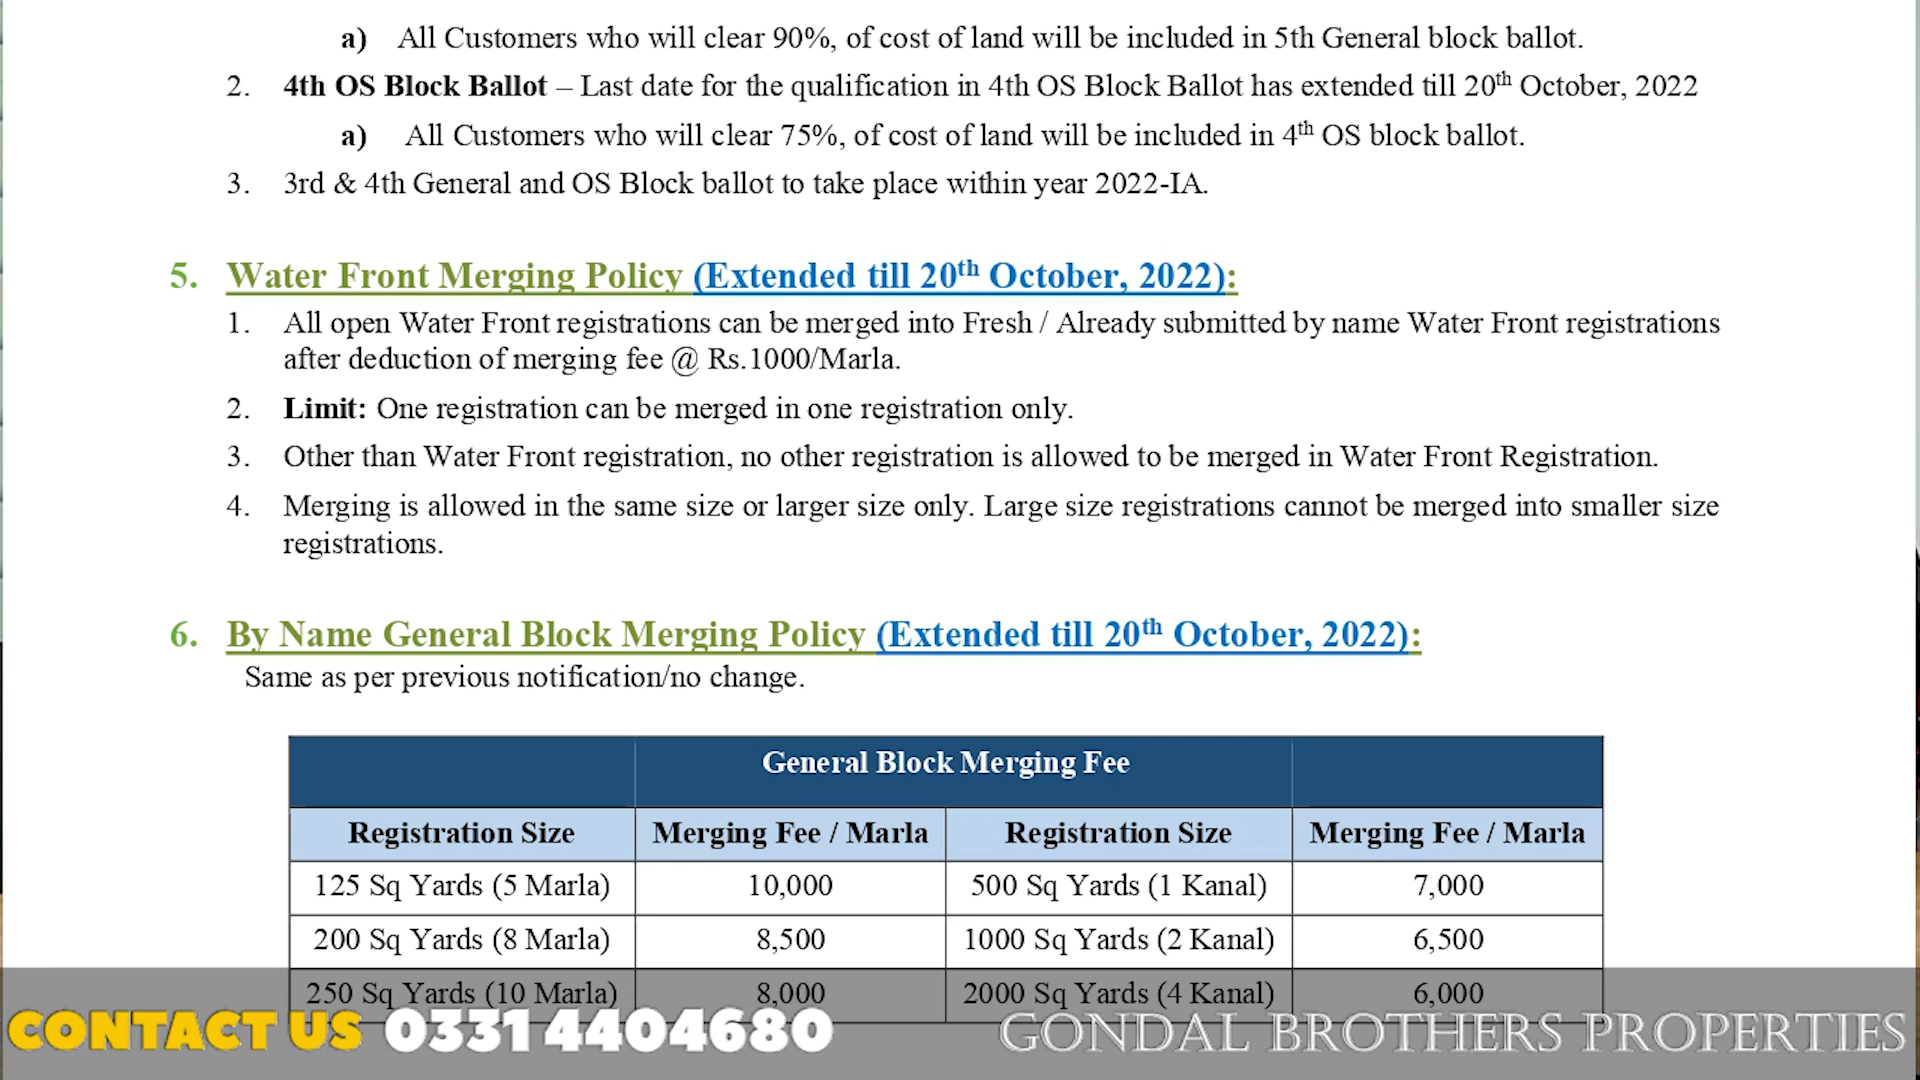 a) All Customers who will clear 90%, of cost of land will be included in 5th General block ballot.
2. 4th OS Block Ballot – Last date for the qualification in 4th OS Block Ballot has extended till 20th October, 2022
a) All Customers who will clear 75%, of cost of land will be included in 4th OS block ballot.
3. 3rd & 4th General and OS Block ballot to take place within year 2022-IA.
5. Water Front Merging Policy (Extended till 20th October, 2022):
1. All open Water Front registrations can be merged into Fresh / Already submitted by name Water Front registrations
after deduction of merging fee @ Rs.1000/Marla.
2. Limit: One registration can be merged in one registration only.
3. Other than Water Front registration, no other registration is allowed to be merged in Water Front Registration.
4. Merging is allowed in the same size or larger size only. Large size registrations cannot be merged into smaller size
registrations.
6. By Name General Block Merging Policy (Extended till 20th October, 2022):
Same as per previous notification/no change.
General Block Merging Fee
Registration Size Merging Fee / Marla Registration Size Merging Fee / Marla
125 Sq Yards (5 Marla) 10,000 500 Sq Yards (1 Kanal) 7,000
200 Sq Yards (8 Marla) 8,500 1000 Sq Yards (2 Kanal) 6,500
250 Sq Yards (10 Marla) 8,000 2000 Sq Yards (4 Kanal) 6,000
CONTACT US 0331 4404680 GONDAL BROTHERS PROPERTIES